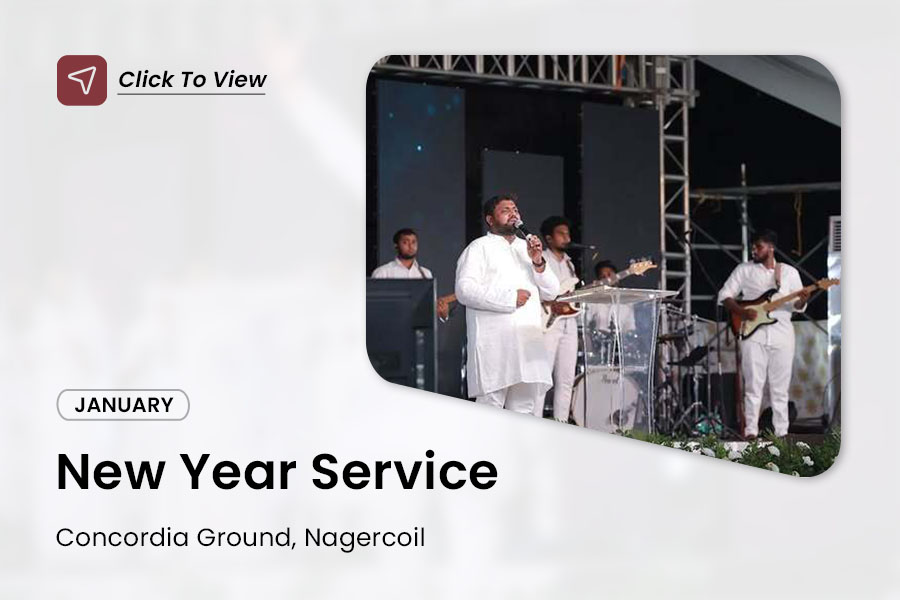 Click To View
JANUARY
New Year Service
Concordia Ground, Nagercoil